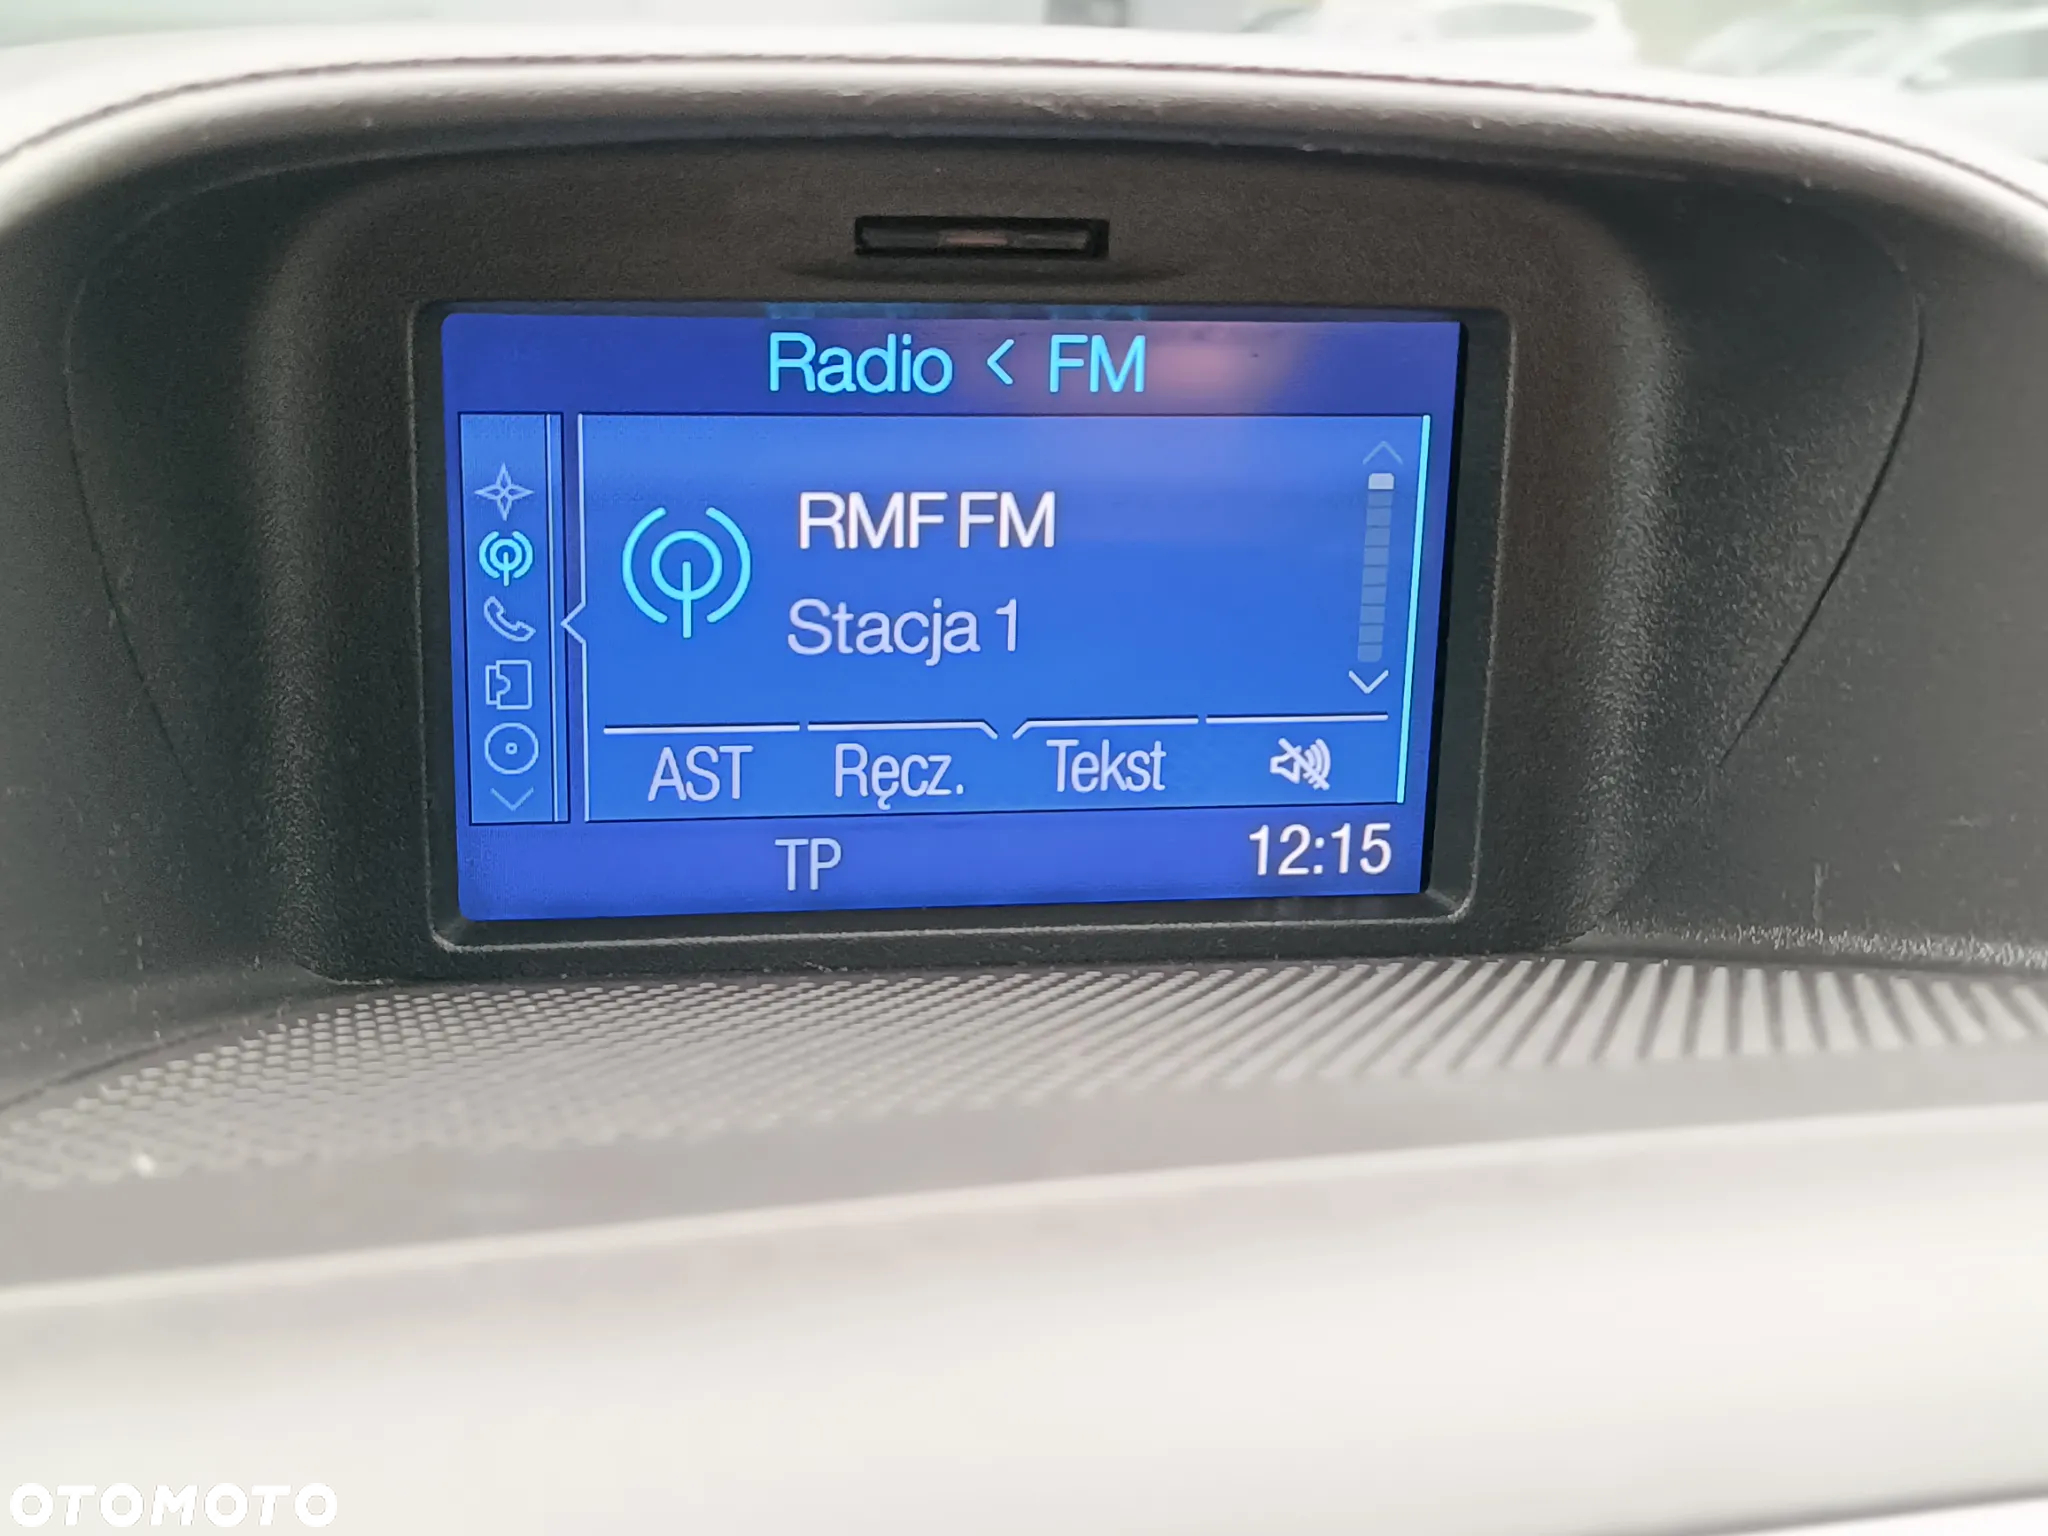 Radio < FM
RMF FM
Stacja 1
AST Ręcz. Tekst
TP 12:15
OTOMOTO